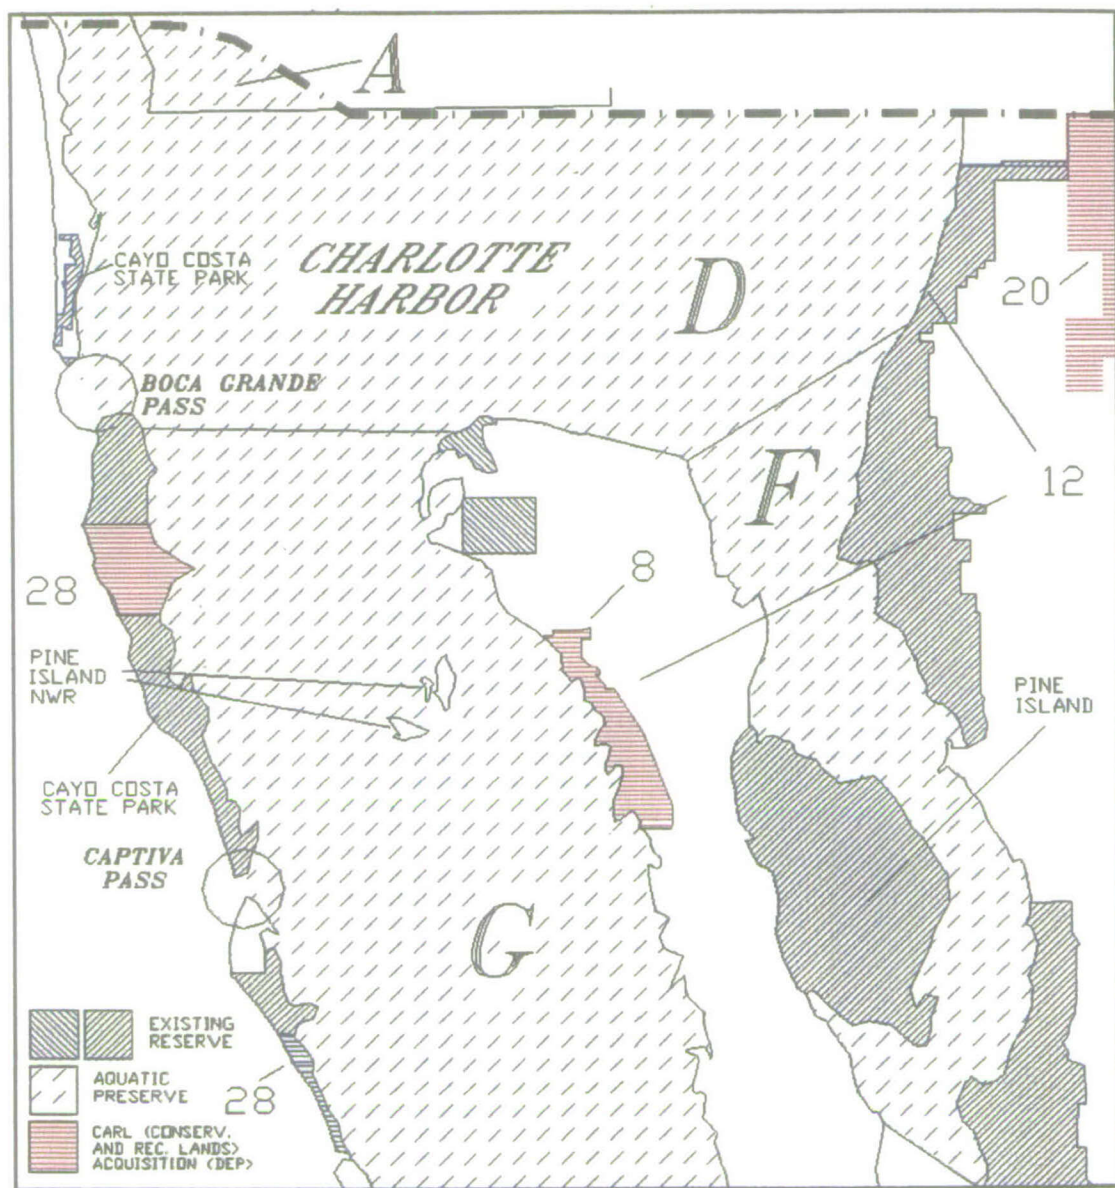 A
CAYO COSTA
STATE PARK
CHARLOTTE
HARBOR
D
20
BOCA GRANDE
PASS
F
12
8
28
PINE
ISLAND
NWR
PINE
ISLAND
CAYO COSTA
STATE PARK
CAPTIVA
PASS
G
EXISTING
RESERVE
AQUATIC
PRESERVE
28
CARL (CONSERV.
AND REC. LANDS)
ACQUISITION (DEP)